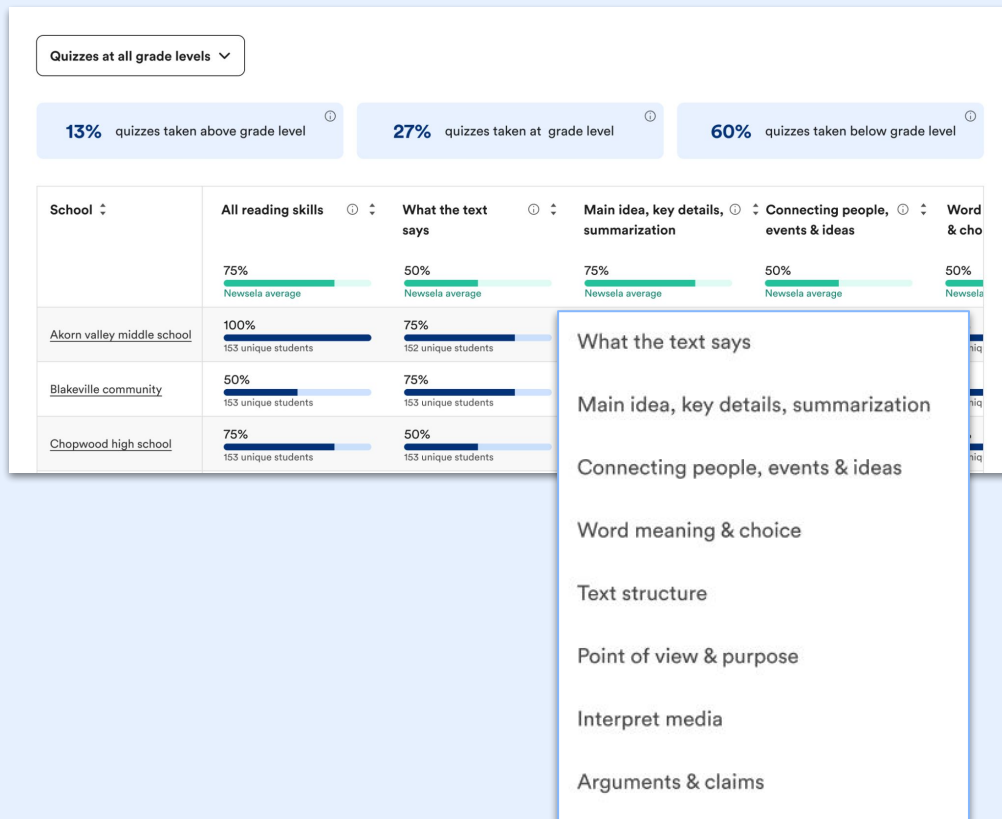 Quizzes at all grade levels
13% quizzes taken above grade level
27% quizzes taken at grade level
60% quizzes taken below grade level
School
All reading skills
What the text
says
Main idea, key details,
summarization
Connecting people,
events & ideas
Word
& cho
75%
Newsela average
50%
Newsela average
75%
Newsela average
50%
Newsela average
50%
Newsela
Akorn valley middle school
100%
153 unique students
75%
152 unique students
Blakeville community
50%
153 unique students
75%
153 unique students
Chopwood high school
75%
153 unique students
50%
153 unique students
What the text says
Main idea, key details, summarization
Connecting people, events & ideas
Word meaning & choice
Text structure
Point of view & purpose
Interpret media
Arguments & claims